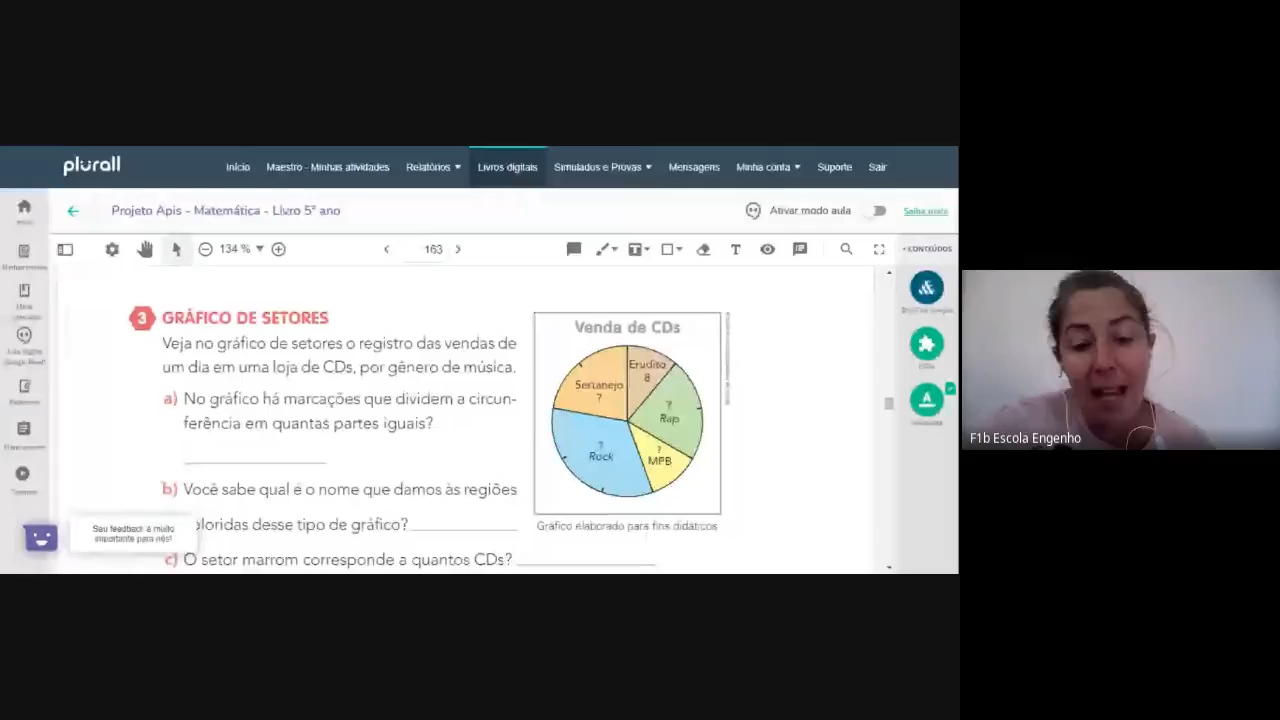 plurall
Início
Maestro - Minhas atividades
Relatórios
Livros digitais
Simulados e Provas
Mensagens
Minha conta
Suporte
Sair
Projeto Apis - Matemática - Livro 5º ano
Ativar modo aula
Saiba mais
134 %
163
T
CONTEÚDOS
3 GRÁFICO DE SETORES
Veja no gráfico de setores o registro das vendas de
um dia em uma loja de CDs, por gênero de música.
a) No gráfico há marcações que dividem a circun-
ferência em quantas partes iguais?
b) Você sabe qual é o nome que damos às regiões
oloridas desse tipo de gráfico?
c) O setor marrom corresponde a quantos CDs?
Venda de CDs
Erudito
8
Sertanejo
?
?
Rap
?
MPB
?
Rock
Gráfico elaborado para fins didáticos
Seu feedback é muito
importante para nós!
F1b Escola Engenho